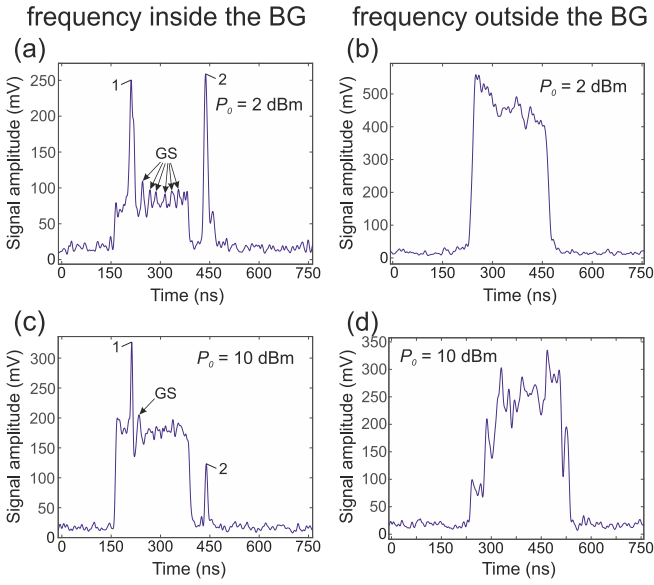 frequency inside the BG
frequency outside the BG
(a)
Signal amplitude (mV)
250
200
150
100
50
0
1
2
P₀ = 2 dBm
GS
0 150 300 450 600 750
Time (ns)
(b)
Signal amplitude (mV)
500
400
300
200
100
0
P₀ = 2 dBm
0 150 300 450 600 750
Time (ns)
(c)
Signal amplitude (mV)
300
250
200
150
100
50
0
1
P₀ = 10 dBm
GS
2
0 150 300 450 600 750
Time (ns)
(d)
Signal amplitude (mV)
350
300
250
200
150
100
50
0
P₀ = 10 dBm
0 150 300 450 600 750
Time (ns)